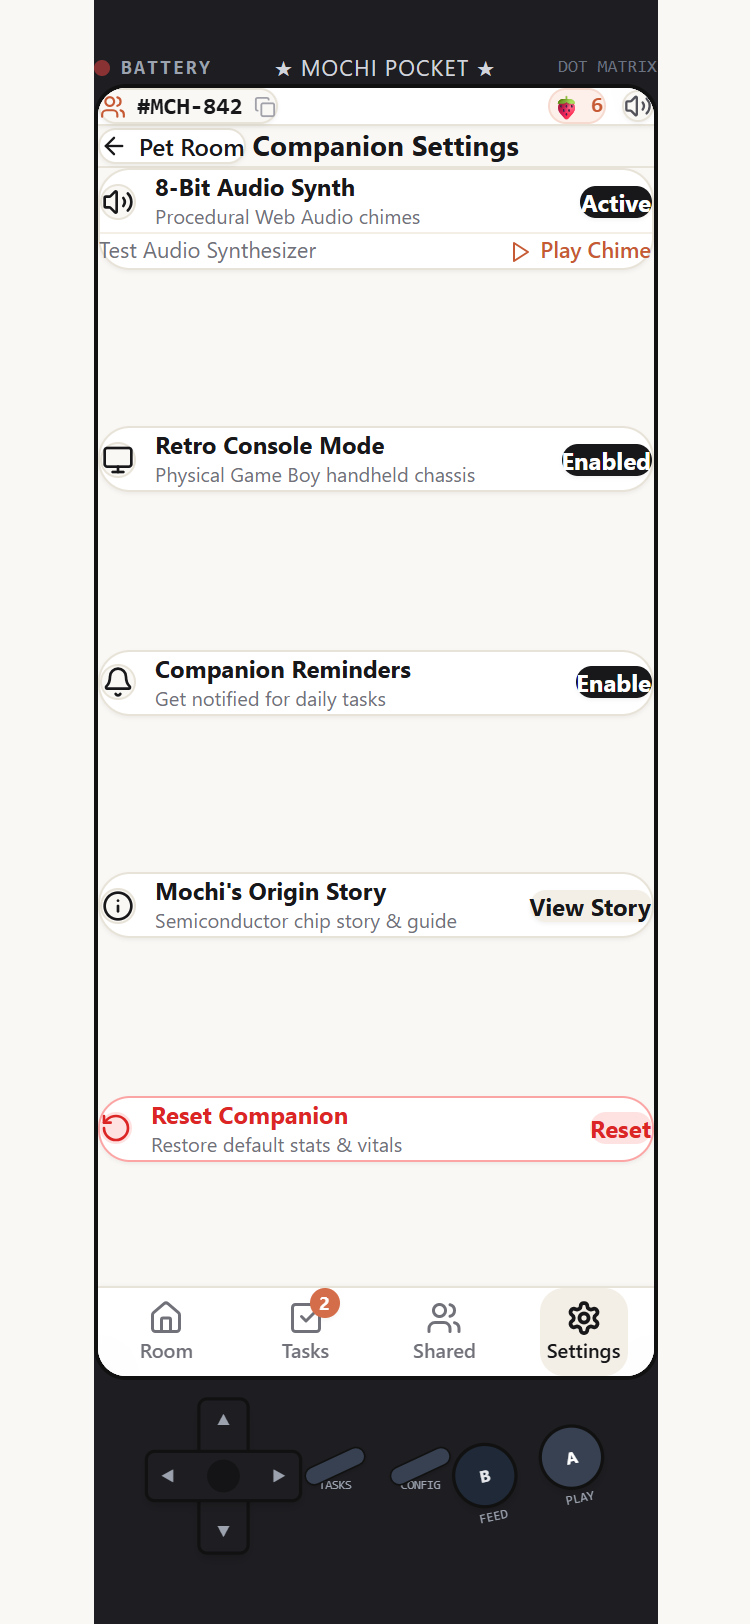 BATTERY ★ MOCHI POCKET ★ DOT MATRIX
#MCH-842 6
Pet Room Companion Settings
8-Bit Audio Synth
Procedural Web Audio chimes
Active
Test Audio Synthesizer Play Chime
Retro Console Mode
Physical Game Boy handheld chassis
Enabled
Companion Reminders
Get notified for daily tasks
Enable
Mochi's Origin Story
Semiconductor chip story & guide
View Story
Reset Companion
Restore default stats & vitals
Reset
2
Room Tasks Shared Settings
▲
◀ ▶
▼
TASKS CONFIG
B A
FEED PLAY